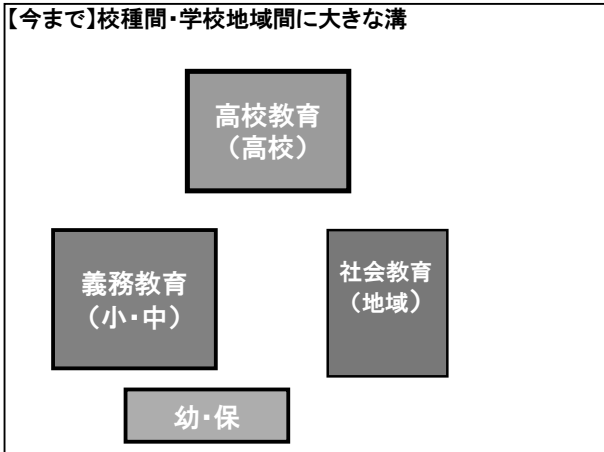 【今まで】校種間・学校地域間に大きな溝
高校教育
（高校）
義務教育
（小・中）
社会教育
（地域）
幼・保